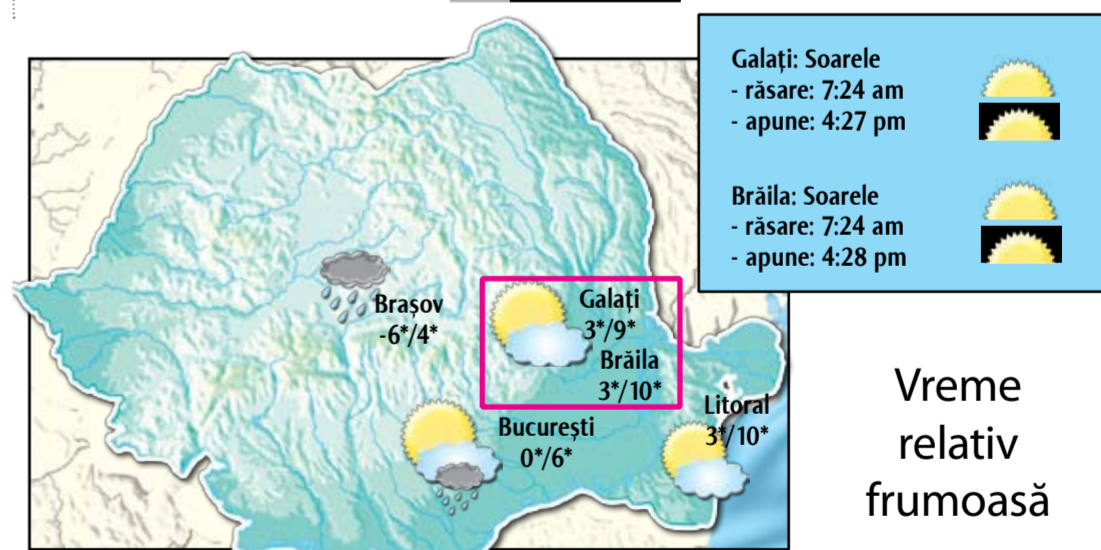 Galați: Soarele
- răsare: 7:24 am
- apune: 4:27 pm
Brăila: Soarele
- răsare: 7:24 am
- apune: 4:28 pm
Brașov
-6*/4*
Galați
3*/9*
Brăila
3*/10*
București
0*/6*
Litoral
3*/10*
Vreme
relativ
frumoasă